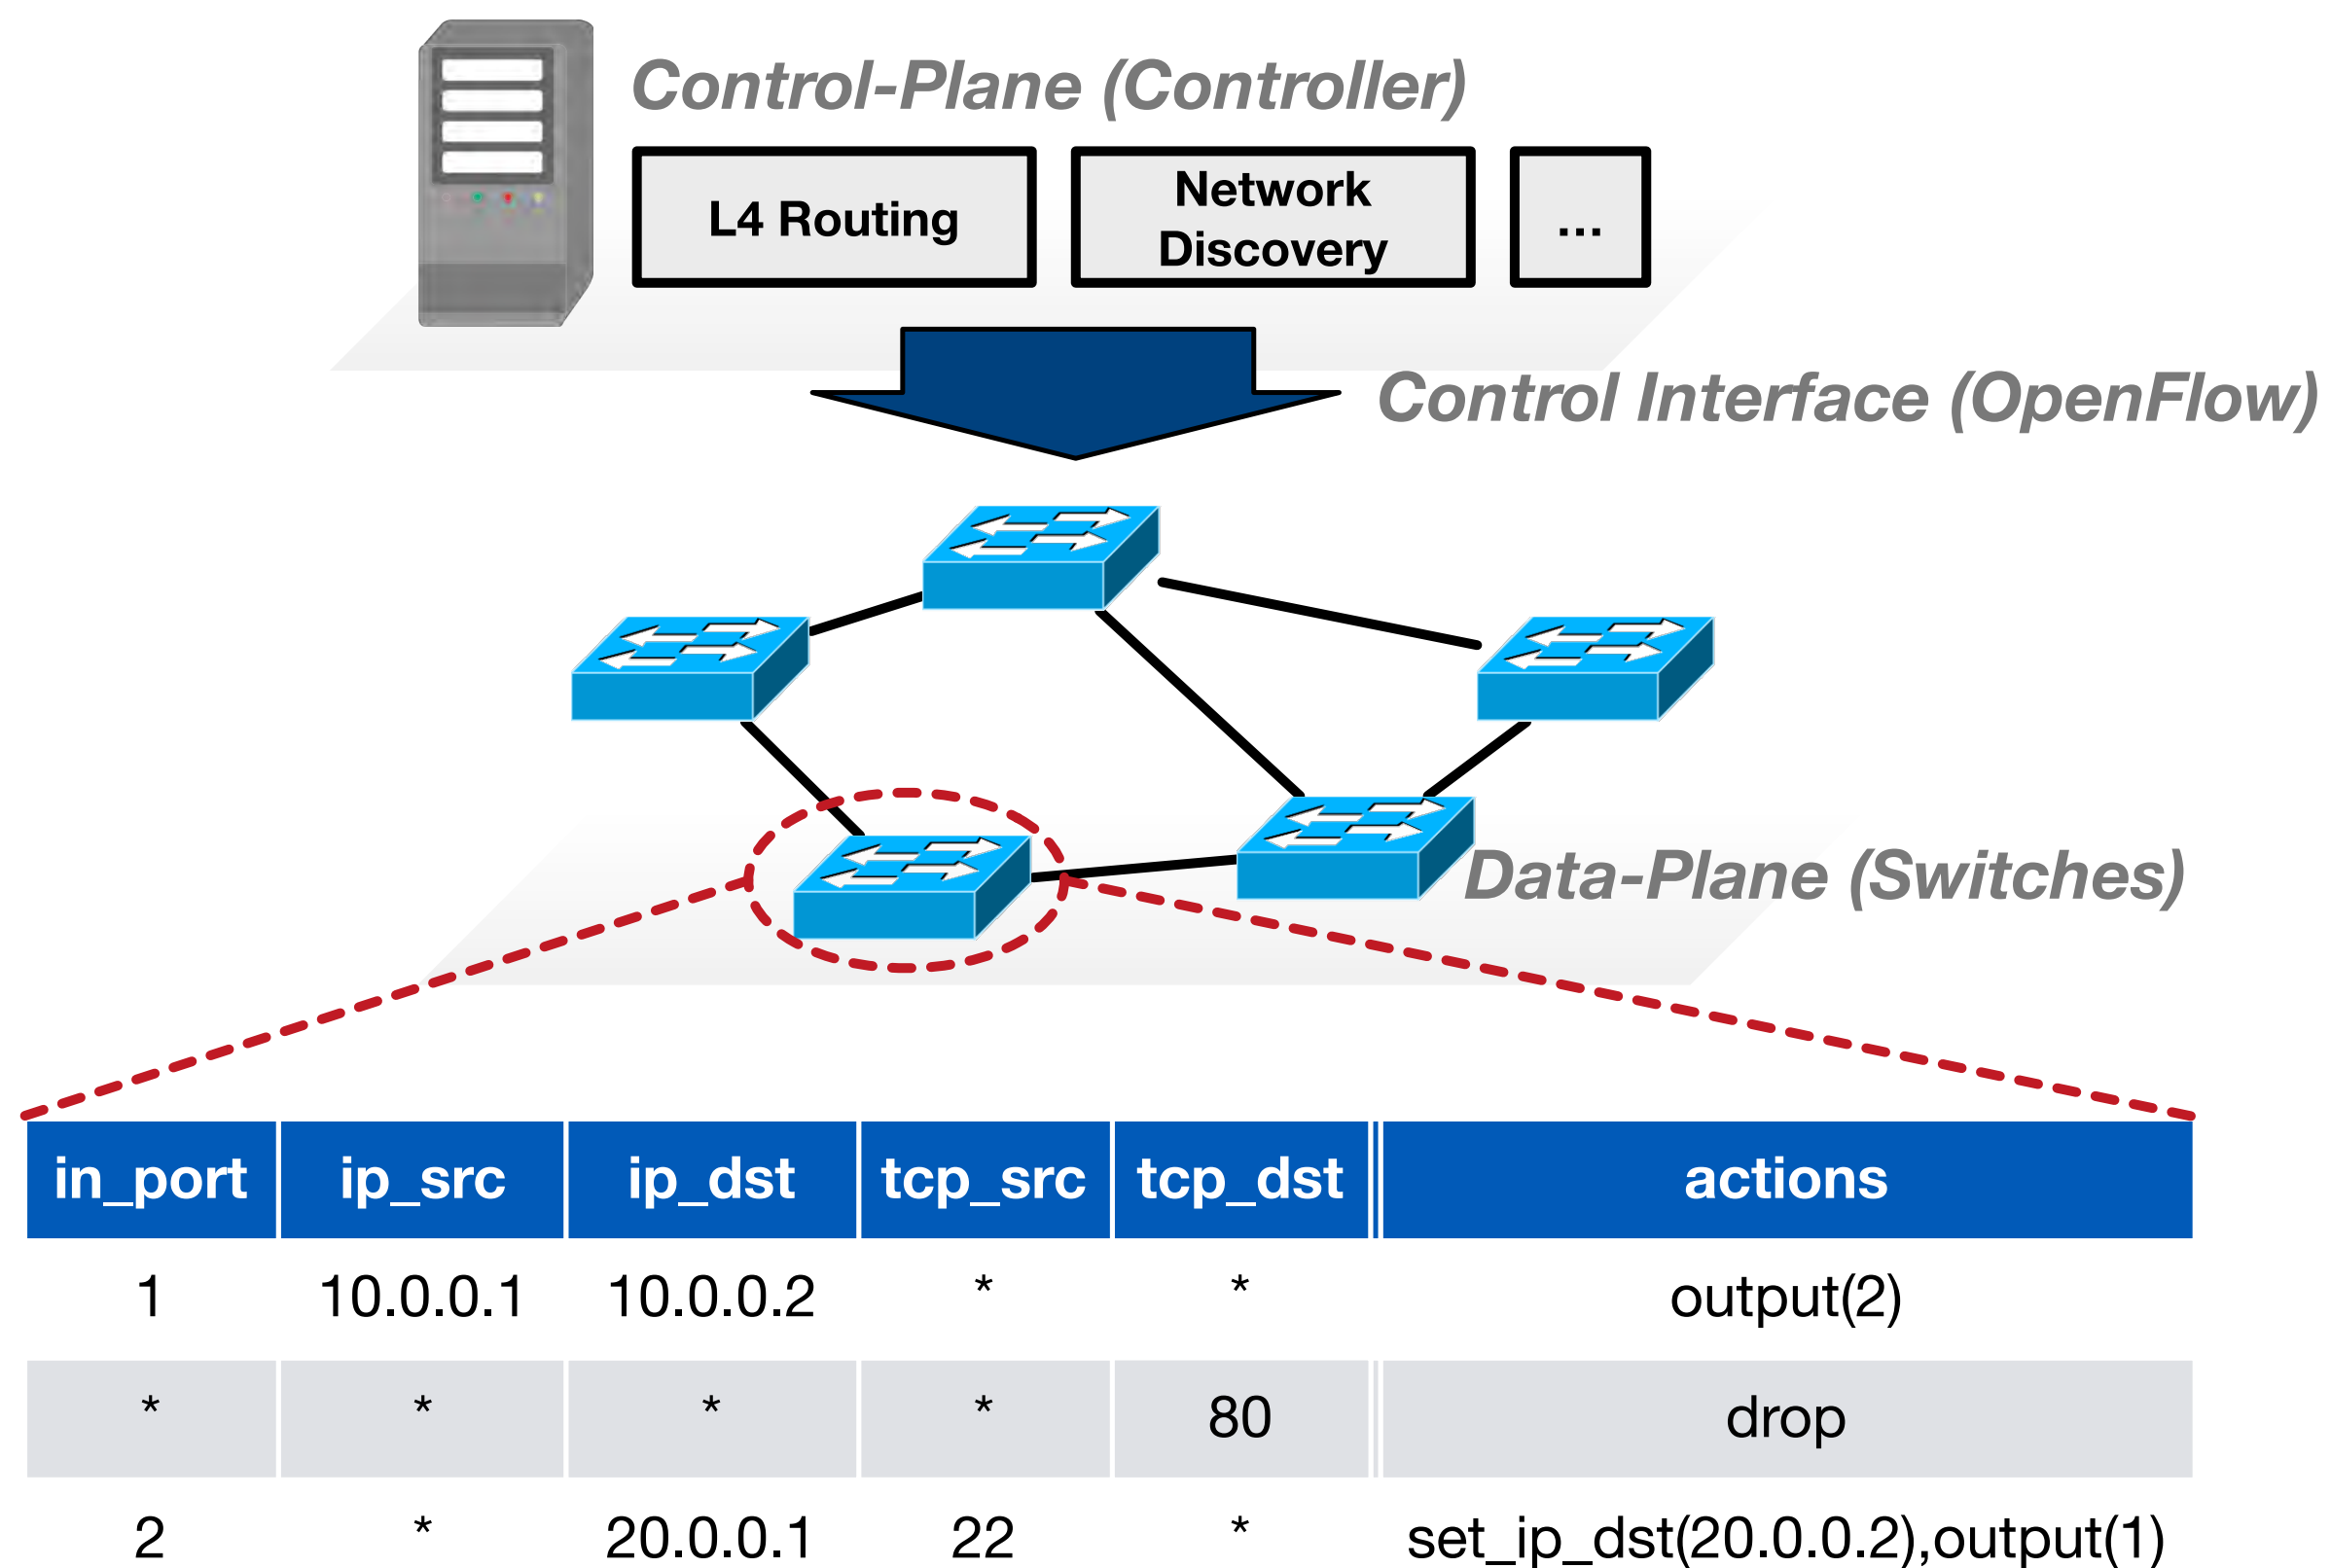 Control-Plane (Controller)
L4 Routing
Network
Discovery
...
Control Interface (OpenFlow)
Data-Plane (Switches)
in_port ip_src ip_dst tcp_src tcp_dst actions
1 10.0.0.1 10.0.0.2 * * output(2)
* * * * 80 drop
2 * 20.0.0.1 22 * set_ip_dst(20.0.0.2),output(1)